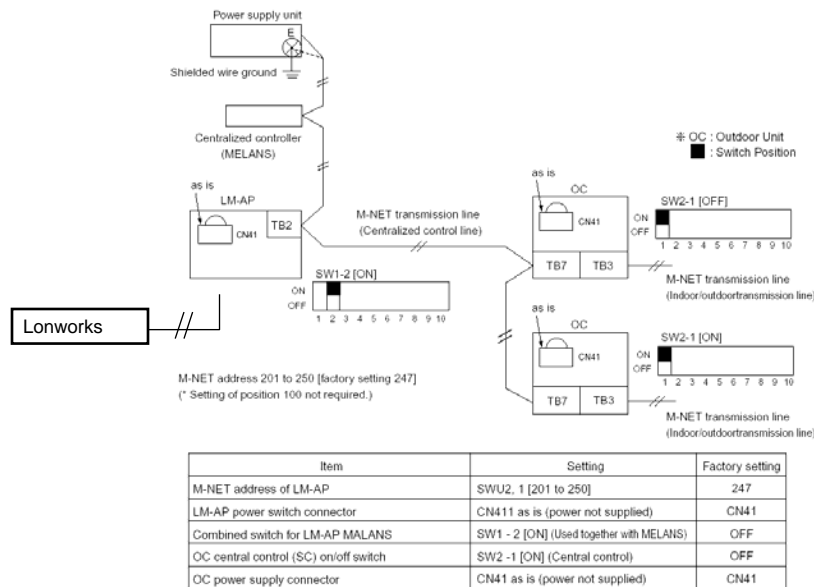 Power supply unit
E
Shielded wire ground
Centralized controller
(MELANS)
※ OC : Outdoor Unit
■ : Switch Position
as is
LM-AP
CN41
TB2
M-NET transmission line
(Centralized control line)
as is
OC
CN41
SW2-1 [OFF]
ON
OFF
1 2 3 4 5 6 7 8 9 10
TB7
TB3
M-NET transmission line
(Indoor/outdoortransmission line)
SW1-2 [ON]
ON
OFF
1 2 3 4 5 6 7 8 9 10
Lonworks
as is
OC
CN41
SW2-1 [ON]
ON
OFF
1 2 3 4 5 6 7 8 9 10
TB7
TB3
M-NET transmission line
(Indoor/outdoortransmission line)
M-NET address 201 to 250 [factory setting 247]
(* Setting of position 100 not required.)
Item Setting Factory setting
M-NET address of LM-AP SWU2, 1 [201 to 250] 247
LM-AP power switch connector CN411 as is (power not supplied) CN41
Combined switch for LM-AP MALANS SW1 - 2 [ON] (Used together with MELANS) OFF
OC central control (SC) on/off switch SW2 -1 [ON] (Central control) OFF
OC power supply connector CN41 as is (power not supplied) CN41